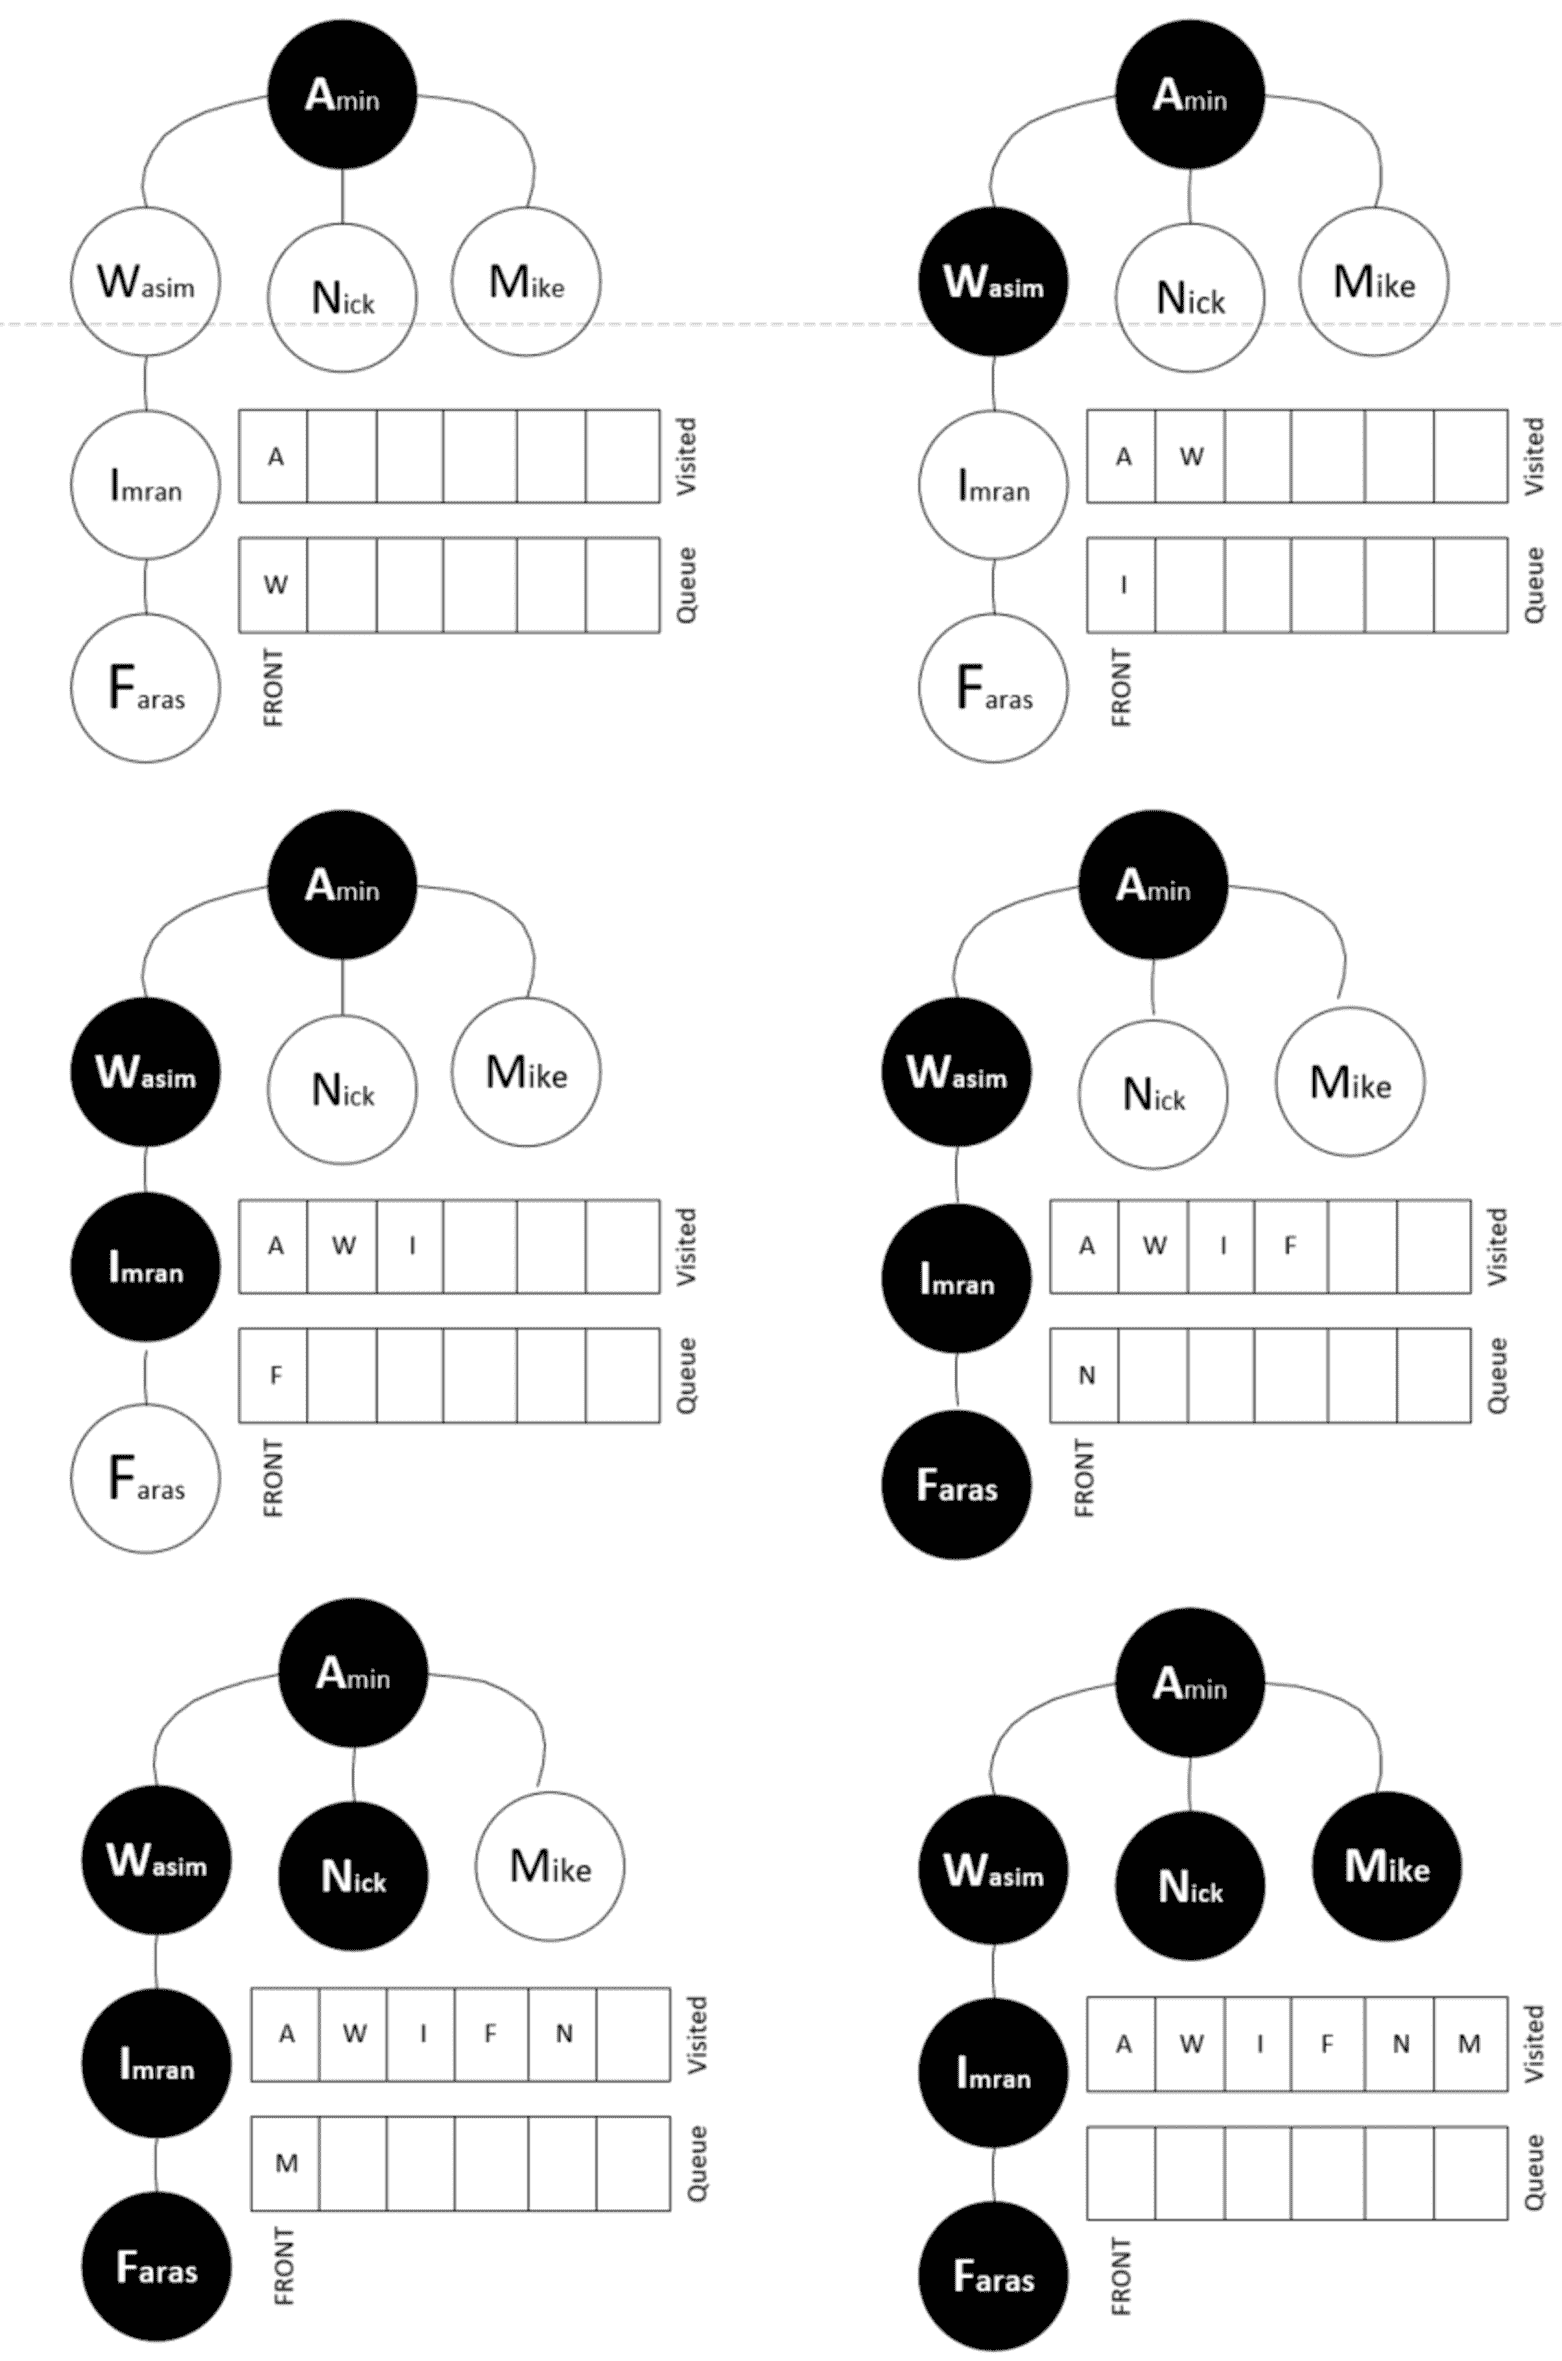 Amin
Amin
Wasim
Nick
Mike
Wasim
Nick
Mike
Imran
A
Visited
Imran
A W
Visited
W
Queue
I
Queue
Faras
FRONT
Faras
FRONT
Amin
Amin
Wasim
Nick
Mike
Wasim
Nick
Mike
Imran
A W I
Visited
Imran
A W I F
Visited
F
Queue
N
Queue
Faras
FRONT
Faras
FRONT
Amin
Amin
Wasim
Nick
Mike
Wasim
Nick
Mike
Imran
A W I F N
Visited
Imran
A W I F N M
Visited
M
Queue
Queue
Faras
FRONT
Faras
FRONT